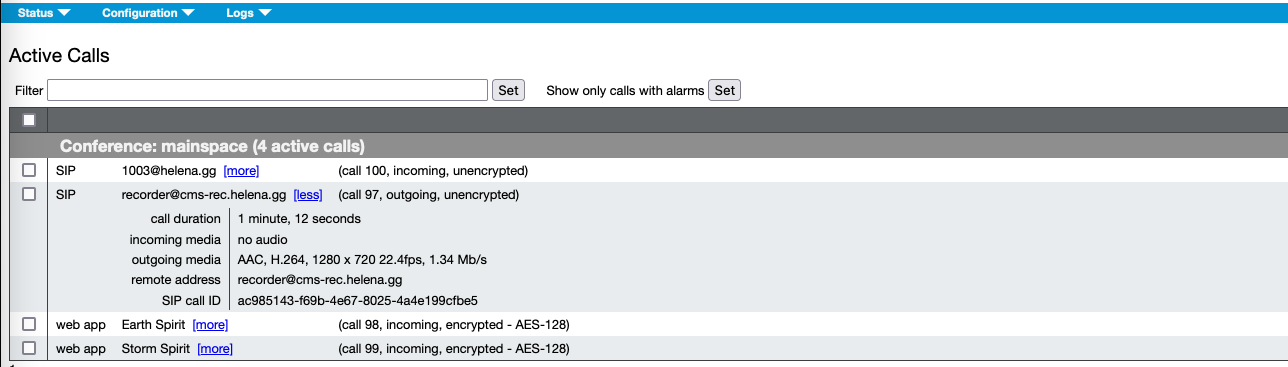 Status Configuration Logs
Active Calls
Filter Set Show only calls with alarms Set
Conference: mainspace (4 active calls)
SIP 1003@helena.gg [more] (call 100, incoming, unencrypted)
SIP recorder@cms-rec.helena.gg [less] (call 97, outgoing, unencrypted)
call duration 1 minute, 12 seconds
incoming media no audio
outgoing media AAC, H.264, 1280 x 720 22.4fps, 1.34 Mb/s
remote address recorder@cms-rec.helena.gg
SIP call ID ac985143-f69b-4e67-8025-4a4e199cfbe5
web app Earth Spirit [more] (call 98, incoming, encrypted - AES-128)
web app Storm Spirit [more] (call 99, incoming, encrypted - AES-128)